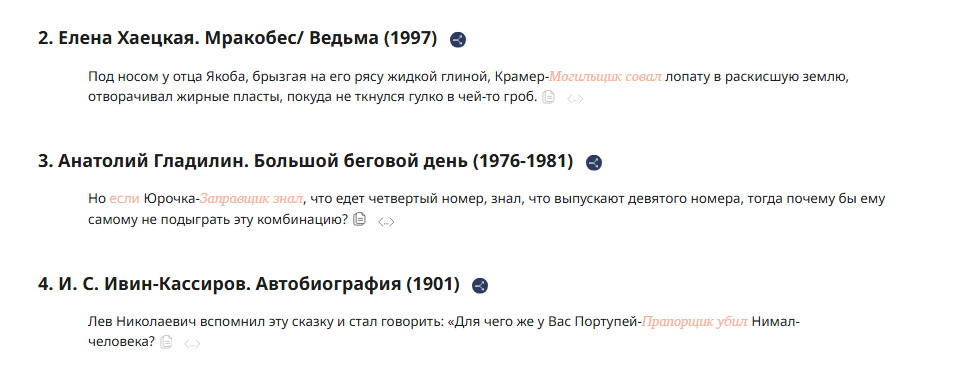 2. Елена Хаецкая. Мракобес/ Ведьма (1997)
Под носом у отца Якоба, брызгая на его рясу жидкой глиной, Крамер-Могильщик совал лопату в раскисшую землю,
отворачивал жирные пласты, покуда не ткнулся гулко в чей-то гроб.
3. Анатолий Гладилин. Большой беговой день (1976-1981)
Но если Юрочка-Заправщик знал, что едет четвертый номер, знал, что выпускают девятого номера, тогда почему бы ему
самому не подыграть эту комбинацию?
4. И. С. Ивин-Кассиров. Автобиография (1901)
Лев Николаевич вспомнил эту сказку и стал говорить: «Для чего же у Вас Портупей-Прапорщик убил Нимал-
человека?